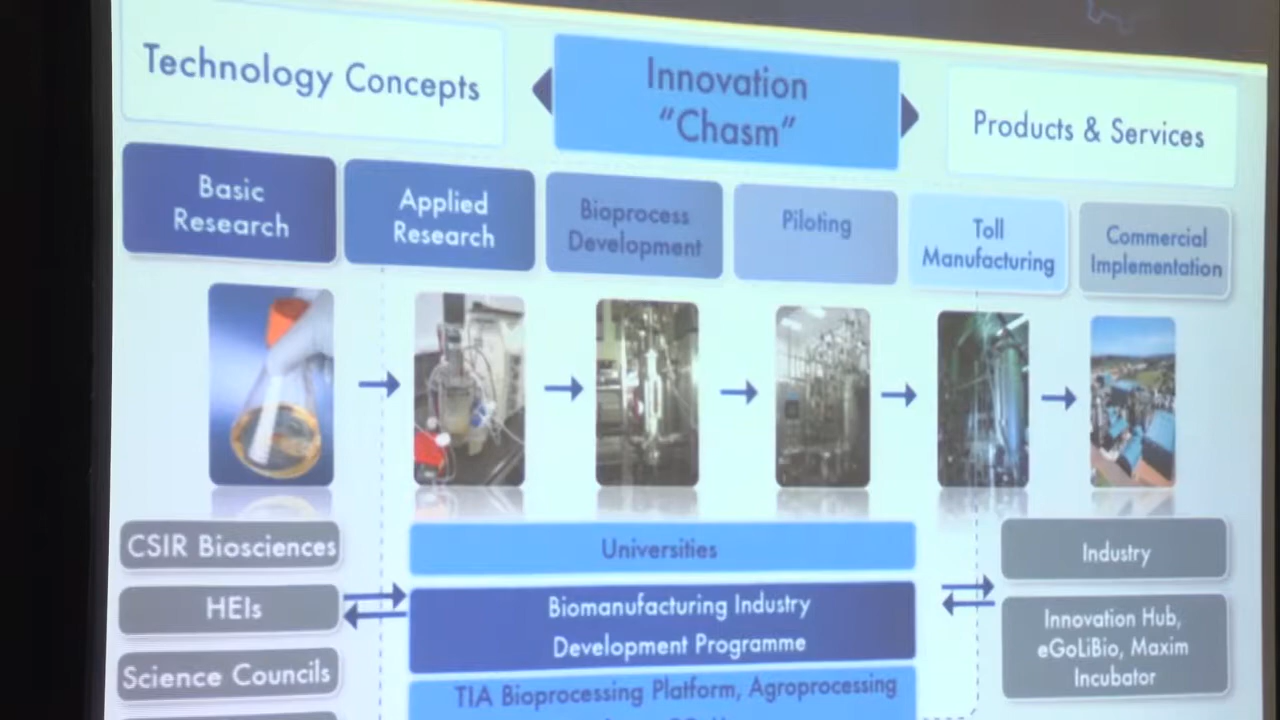 Technology Concepts
Innovation
"Chasm"
Products & Services
Basic
Research
Applied
Research
Bioprocess
Development
Piloting
Toll
Manufacturing
Commercial
Implementation
CSIR Biosciences
HEIs
Science Councils
Universities
Biomanufacturing Industry
Development Programme
TIA Bioprocessing Platform, Agroprocessing
Industry
Innovation Hub,
eGoLiBio, Maxim
Incubator